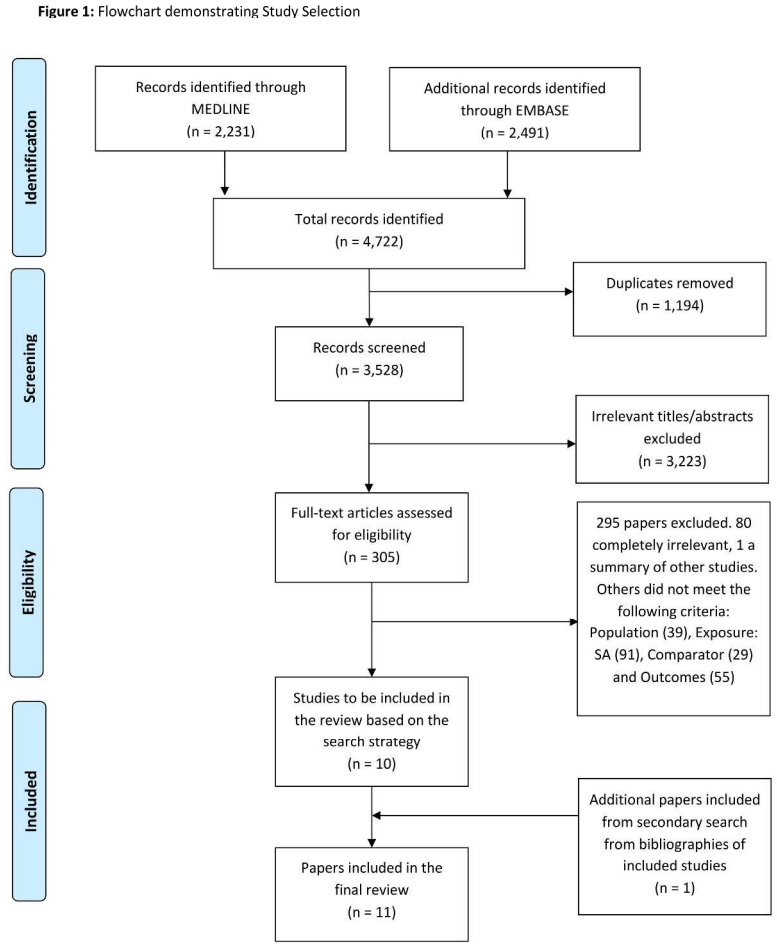 Figure 1: Flowchart demonstrating Study Selection
Identification
Records identified through
MEDLINE
(n = 2,231)
Additional records identified
through EMBASE
(n = 2,491)
Total records identified
(n = 4,722)
Screening
Duplicates removed
(n = 1,194)
Records screened
(n = 3,528)
Irrelevant titles/abstracts
excluded
(n = 3,223)
Eligibility
Full-text articles assessed
for eligibility
(n = 305)
295 papers excluded. 80
completely irrelevant, 1 a
summary of other studies.
Others did not meet the
following criteria:
Population (39), Exposure:
SA (91), Comparator (29)
and Outcomes (55)
Included
Studies to be included in
the review based on the
search strategy
(n = 10)
Additional papers included
from secondary search
from bibliographies of
included studies
(n = 1)
Papers included in the
final review
(n = 11)